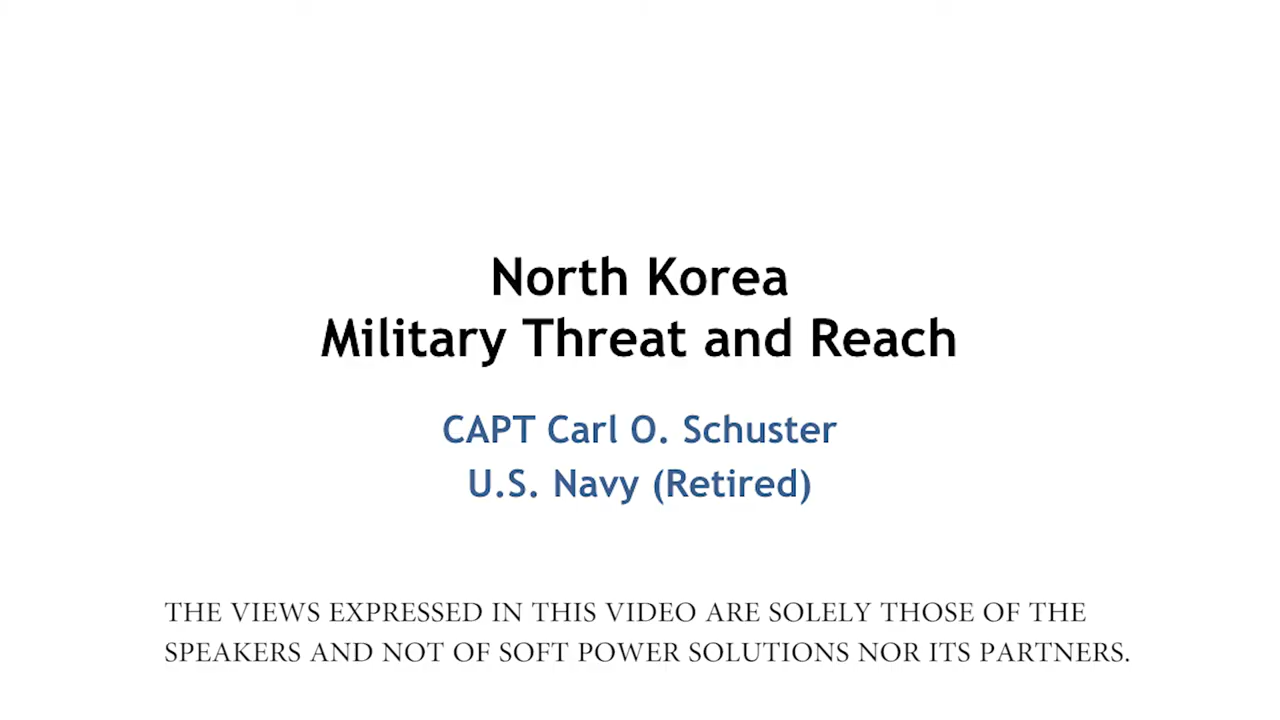 North Korea
Military Threat and Reach
CAPT Carl O. Schuster
U.S. Navy (Retired)
THE VIEWS EXPRESSED IN THIS VIDEO ARE SOLELY THOSE OF THE
SPEAKERS AND NOT OF SOFT POWER SOLUTIONS NOR ITS PARTNERS.